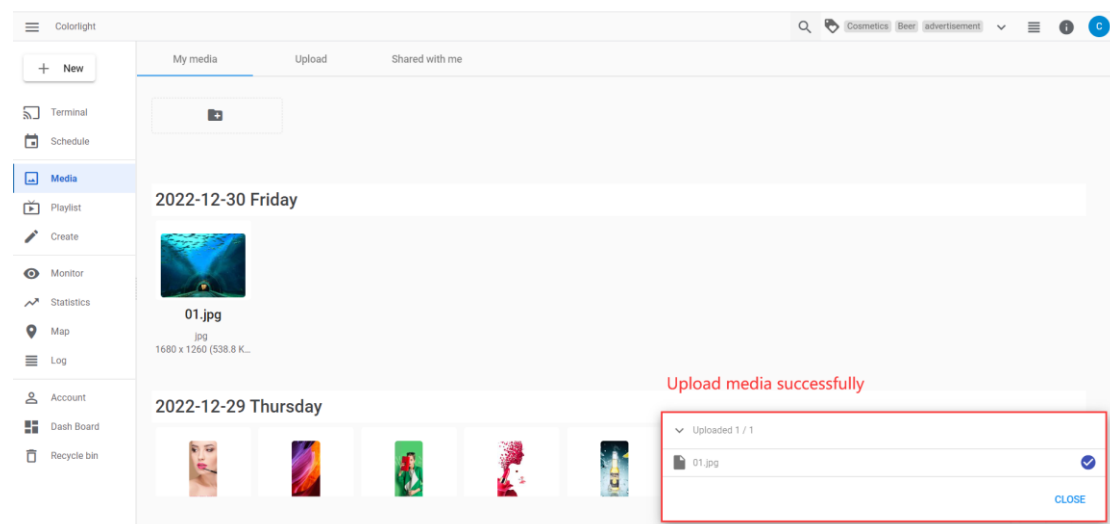 Colorlight
Cosmetics Beer advertisement
i
C
+ New
My media Upload Shared with me
Terminal
Schedule
Media
Playlist
Create
Monitor
Statistics
Map
Log
Account
Dash Board
Recycle bin
2022-12-30 Friday
01.jpg
jpg
1680 x 1260 (538.8 K...
2022-12-29 Thursday
Upload media successfully
Uploaded 1 / 1
01.jpg
CLOSE